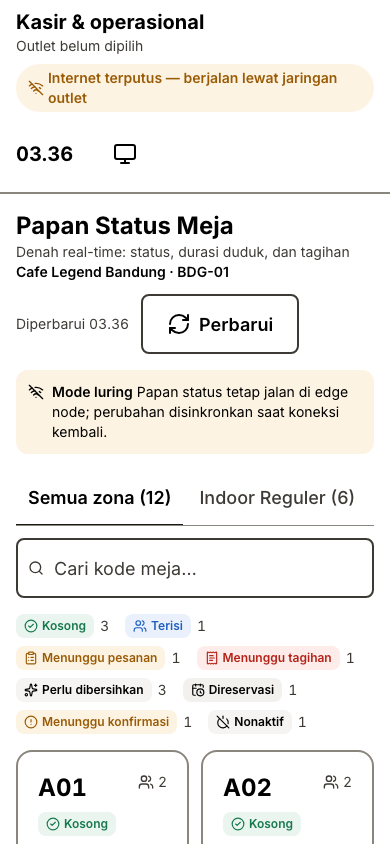 Kasir & operasional
Outlet belum dipilih
Internet terputus — berjalan lewat jaringan
outlet
03.36
Papan Status Meja
Denah real-time: status, durasi duduk, dan tagihan
Cafe Legend Bandung · BDG-01
Diperbarui 03.36
Perbarui
Mode luring Papan status tetap jalan di edge
node; perubahan disinkronkan saat koneksi
kembali.
Semua zona (12) Indoor Reguler (6)
Cari kode meja...
Kosong 3 Terisi 1
Menunggu pesanan 1 Menunggu tagihan 1
Perlu dibersihkan 3 Direservasi 1
Menunggu konfirmasi 1 Nonaktif 1
A01 2 A02 2
Kosong Kosong